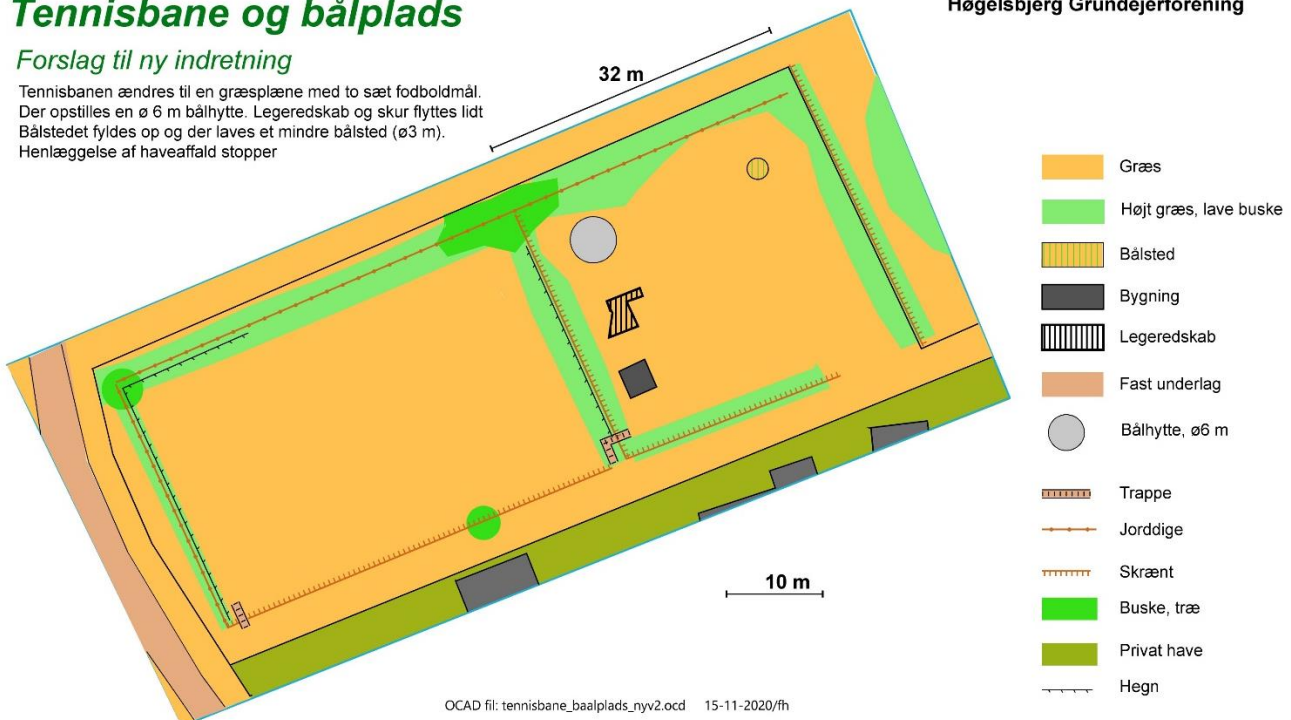 Tennisbane og bålplads
Høgelsbjerg Grundejerforening
Forslag til ny indretning
Tennisbanen ændres til en græsplæne med to sæt fodboldmål.
Der opstilles en ø 6 m bålhytte. Legeredskab og skur flyttes lidt
Bålstedet fyldes op og der laves et mindre bålsted (ø3 m).
Henlæggelse af haveaffald stopper
32 m
Græs
Højt græs, lave buske
Bålsted
Bygning
Legeredskab
Fast underlag
Bålhytte, ø6 m
Trappe
Jorddige
Skrænt
Buske, træ
Privat have
Hegn
10 m
OCAD fil: tennisbane_baalplads_nyv2.ocd 15-11-2020/fh